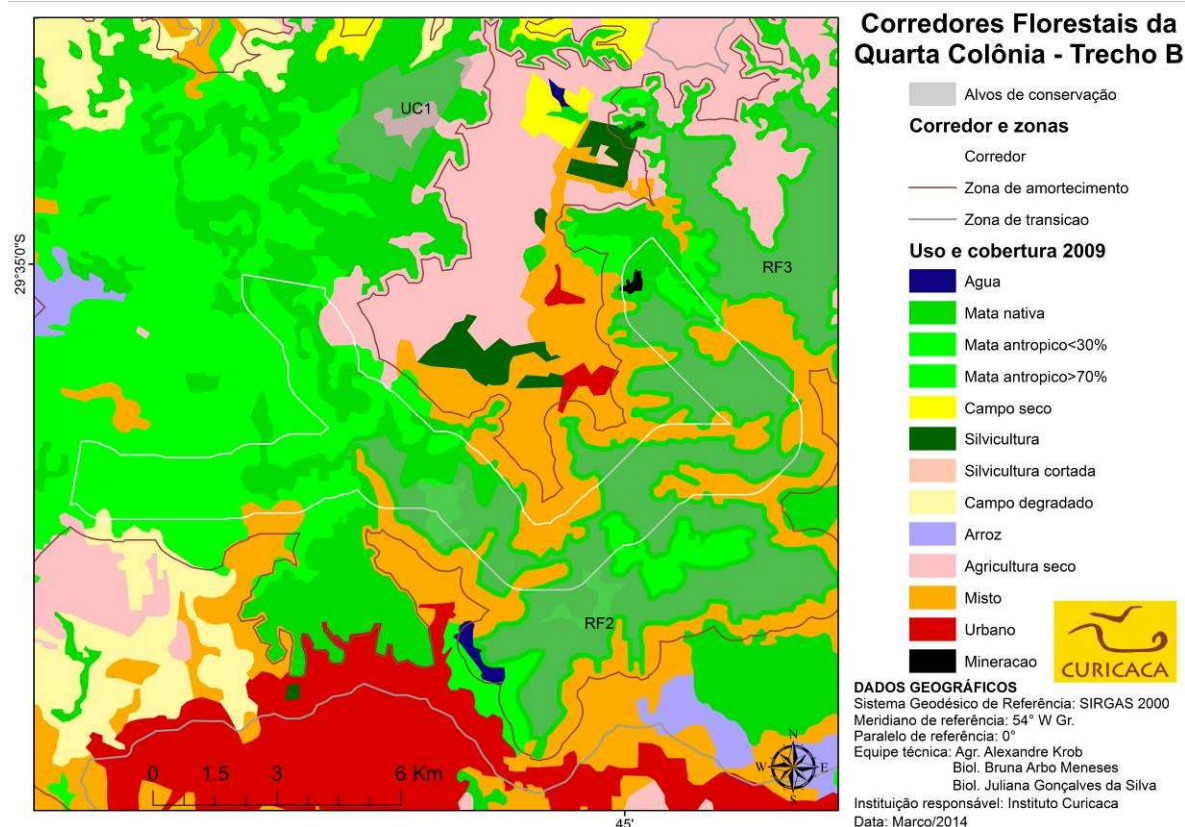 Corredores Florestais da
Quarta Colônia - Trecho B
Alvos de conservação
Corredor e zonas
Corredor
Zona de amortecimento
Zona de transicao
Uso e cobertura 2009
Agua
Mata nativa
Mata antropico<30%
Mata antropico>70%
Campo seco
Silvicultura
Silvicultura cortada
Campo degradado
Arroz
Agricultura seco
Misto
Urbano
Mineracao
CURICACA
DADOS GEOGRÁFICOS
Sistema Geodésico de Referência: SIRGAS 2000
Meridiano de referência: 54° W Gr.
Paralelo de referência: 0°
Equipe técnica: Agr. Alexandre Krob
Biol. Bruna Arbo Meneses
Biol. Juliana Gonçalves da Silva
Instituição responsável: Instituto Curicaca
Data: Marco/2014
UC1
RF3
RF2
29°35'0"S
45'
0 1.5 3 6 Km
N
W E
S